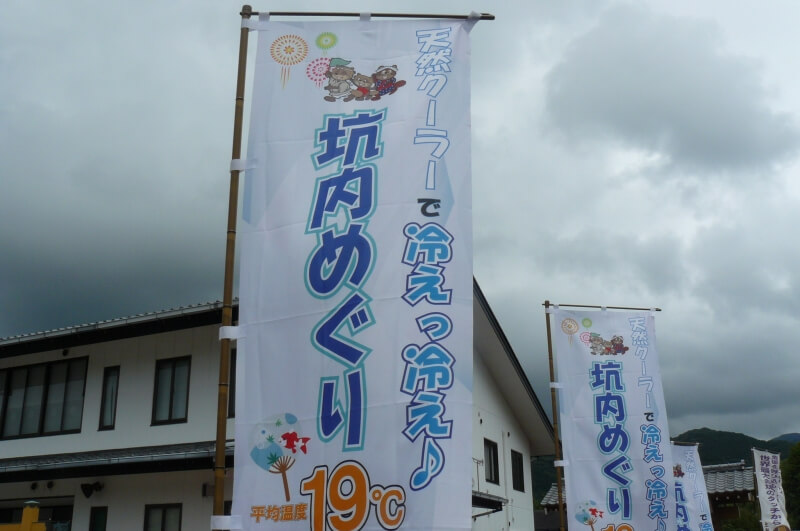 天然クーラーで冷えっ冷え♪
坑内めぐり
平均温度
19℃
天然クーラーで冷えっ冷え
坑内めぐり